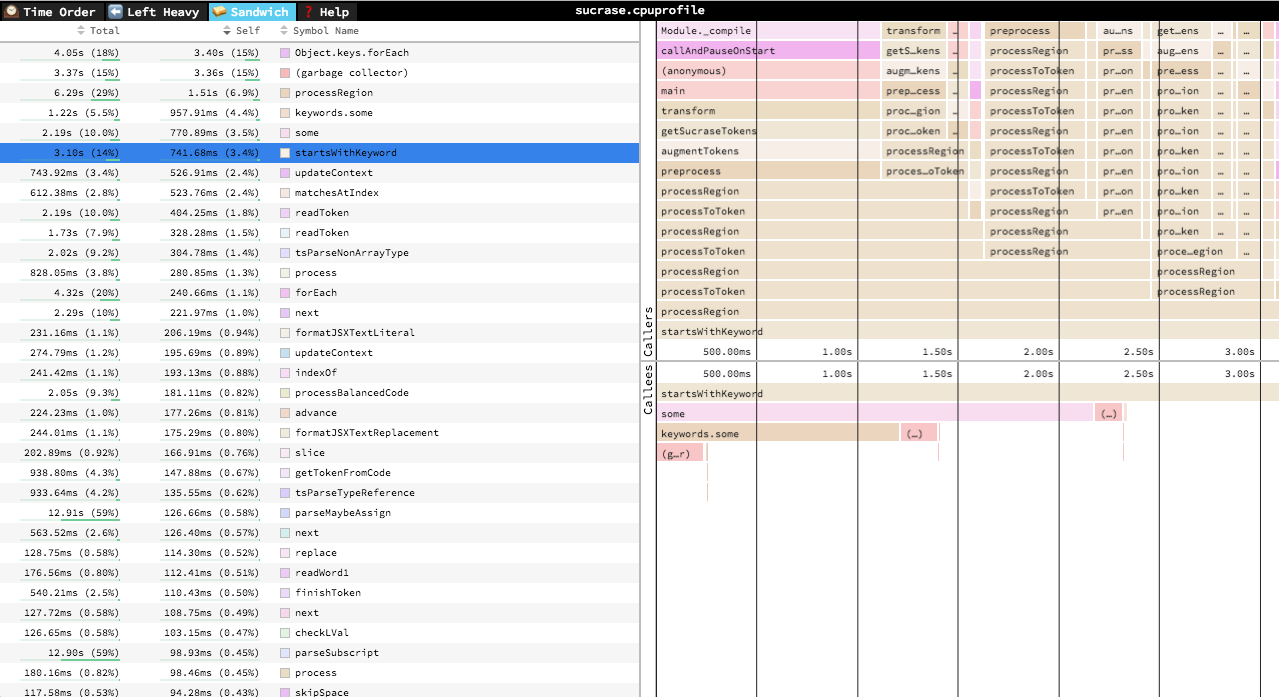 Time Order Left Heavy Sandwich ? Help sucrase.cpuprofile
Total Self Symbol Name
4.05s (18%) 3.40s (15%) Object.keys.forEach
3.37s (15%) 3.36s (15%) (garbage collector)
6.29s (29%) 1.51s (6.9%) processRegion
1.22s (5.5%) 957.91ms (4.4%) keywords.some
2.19s (10.0%) 770.89ms (3.5%) some
3.10s (14%) 741.68ms (3.4%) startsWithKeyword
743.92ms (3.4%) 526.91ms (2.4%) updateContext
612.38ms (2.8%) 523.76ms (2.4%) matchesAtIndex
2.19s (10.0%) 404.25ms (1.8%) readToken
1.73s (7.9%) 328.28ms (1.5%) readToken
2.02s (9.2%) 304.78ms (1.4%) tsParseNonArrayType
828.05ms (3.8%) 280.85ms (1.3%) process
4.32s (20%) 240.66ms (1.1%) forEach
2.29s (10%) 221.97ms (1.0%) next
231.16ms (1.1%) 206.19ms (0.94%) formatJSXTextLiteral
274.79ms (1.2%) 195.69ms (0.89%) updateContext
241.42ms (1.1%) 193.13ms (0.88%) indexOf
2.05s (9.3%) 181.11ms (0.82%) processBalancedCode
224.23ms (1.0%) 177.26ms (0.81%) advance
244.01ms (1.1%) 175.29ms (0.80%) formatJSXTextReplacement
202.89ms (0.92%) 166.91ms (0.76%) slice
938.80ms (4.3%) 147.88ms (0.67%) getTokenFromCode
933.64ms (4.2%) 135.55ms (0.62%) tsParseTypeReference
12.91s (59%) 126.66ms (0.58%) parseMaybeAssign
563.52ms (2.6%) 126.40ms (0.57%) next
128.75ms (0.58%) 114.30ms (0.52%) replace
176.56ms (0.80%) 112.41ms (0.51%) readWord1
540.21ms (2.5%) 110.43ms (0.50%) finishToken
127.72ms (0.58%) 108.75ms (0.49%) next
126.65ms (0.58%) 103.15ms (0.47%) checkLVal
12.90s (59%) 98.93ms (0.45%) parseSubscript
180.16ms (0.82%) 98.46ms (0.45%) process
117.58ms (0.53%) 94.28ms (0.43%) skipSpace
Callers
Module._compile transform … preprocess au…ns get…ens … …
callAndPauseOnStart getS…kens … processRegion pr…ss aug…ens … …
(anonymous) augm…kens … processToToken pr…on pre…ess … …
main prep…cess processRegion pr…en pro…ion … …
transform proc…gion … processToToken pr…on pro…ken … …
getSucraseTokens proc…oken … processRegion pr…en pro…ion … …
augmentTokens processRegion processToToken pr…on pro…ken … …
preprocess proces…oToken processRegion pr…en pro…ion … …
processRegion processToToken pr…on pro…ken … …
processToToken processRegion pr…en pro…ion … …
processRegion processRegion pro…ken … …
processToToken processRegion proce…egion …
processRegion processRegion
processToToken processRegion
processRegion
startsWithKeyword
500.00ms 1.00s 1.50s 2.00s 2.50s 3.00s
Callees
500.00ms 1.00s 1.50s 2.00s 2.50s 3.00s
startsWithKeyword
some (…)
keywords.some (…)
(g…r)